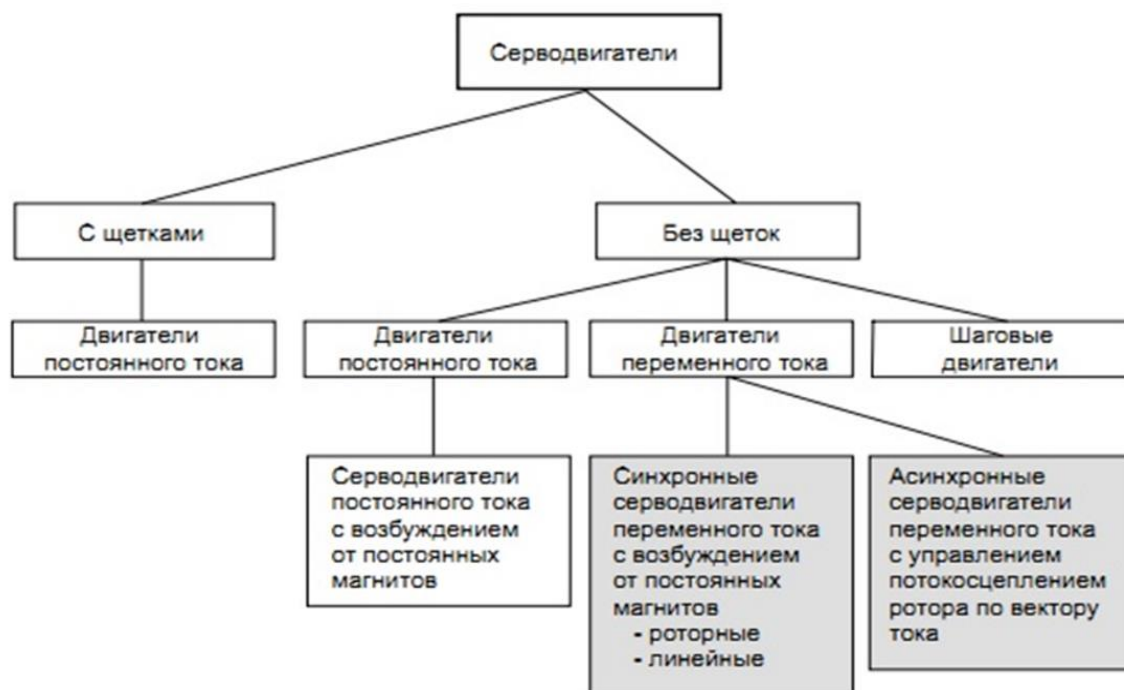 Серводвигатели
С щетками
Без щеток
Двигатели
постоянного тока
Двигатели
постоянного тока
Двигатели
переменного тока
Шаговые
двигатели
Серводвигатели
постоянного тока
с возбуждением
от постоянных
магнитов
Синхронные
серводвигатели
переменного тока
с возбуждением
от постоянных
магнитов
- роторные
- линейные
Асинхронные
серводвигатели
переменного тока
с управлением
потокосцеплением
ротора по вектору
тока